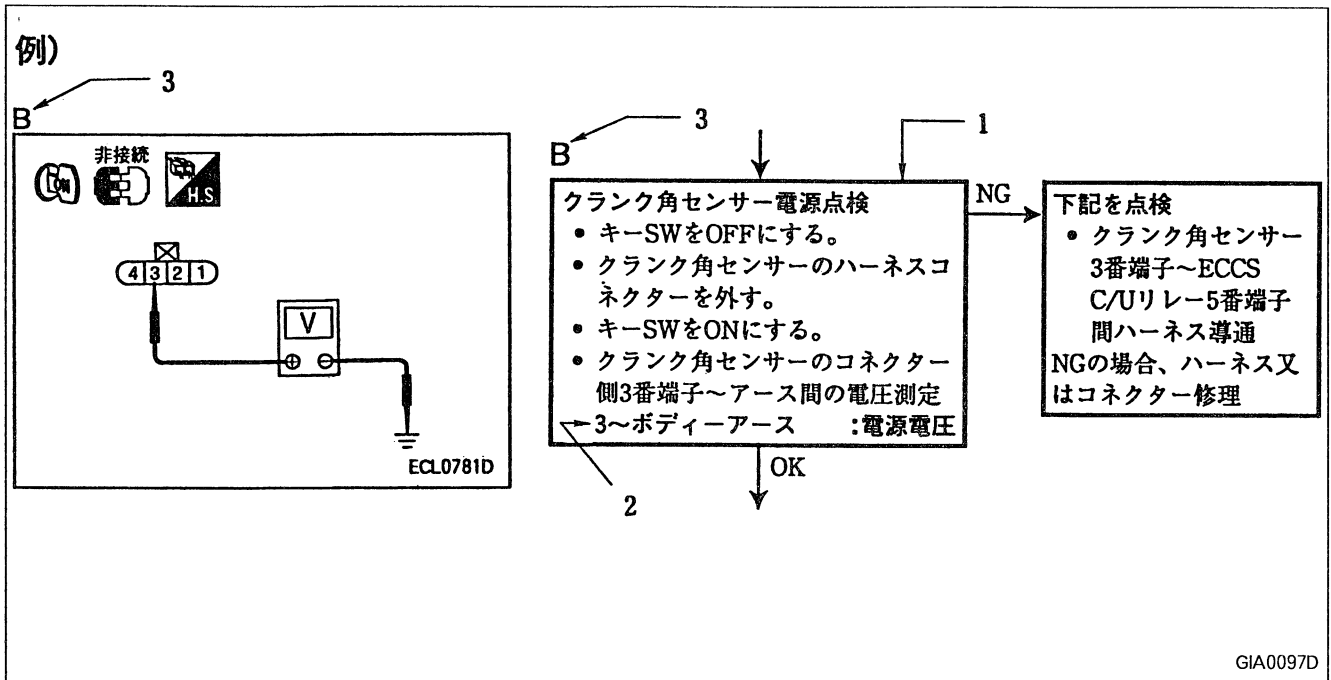 例)
3
B
非接続
ON
H.S
4 3 2 1
V
⊕ ⊖
ECL0781D
3
B
1
クランク角センサー電源点検
• キーSWをOFFにする。
• クランク角センサーのハーネスコ
ネクターを外す。
• キーSWをONにする。
• クランク角センサーのコネクター
側3番端子～アース間の電圧測定
3～ボディーアース :電源電圧
2
OK
NG
下記を点検
• クランク角センサー
3番端子～ECCS
C/Uリレー5番端子
間ハーネス導通
NGの場合、ハーネス又
はコネクター修理
GIA0097D